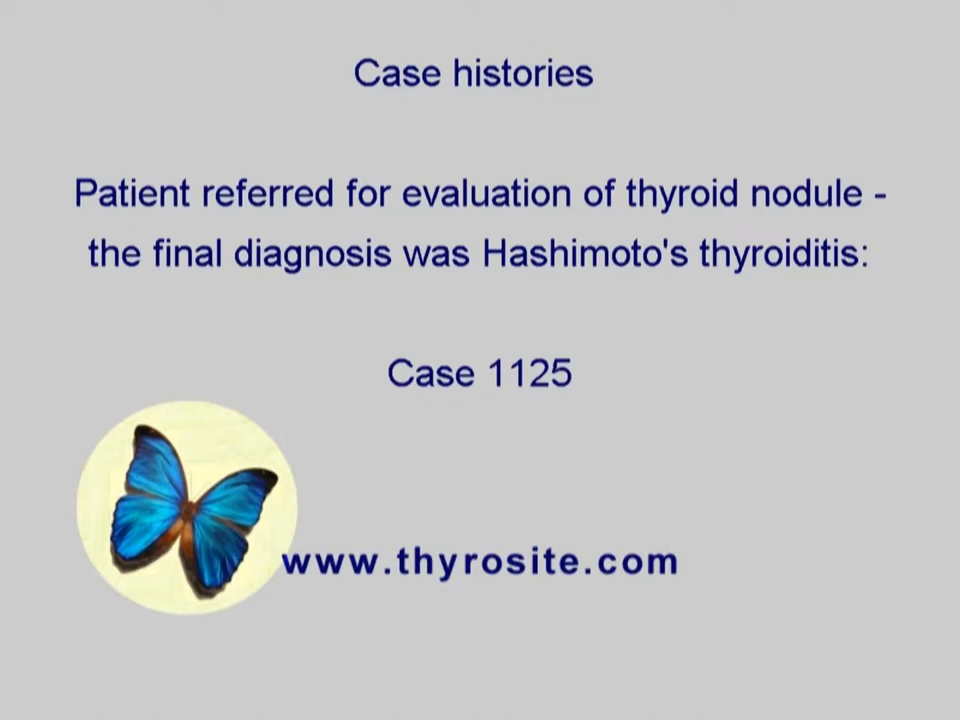 Case histories
Patient referred for evaluation of thyroid nodule -
the final diagnosis was Hashimoto's thyroiditis:
Case 1125
www.thyrosite.com